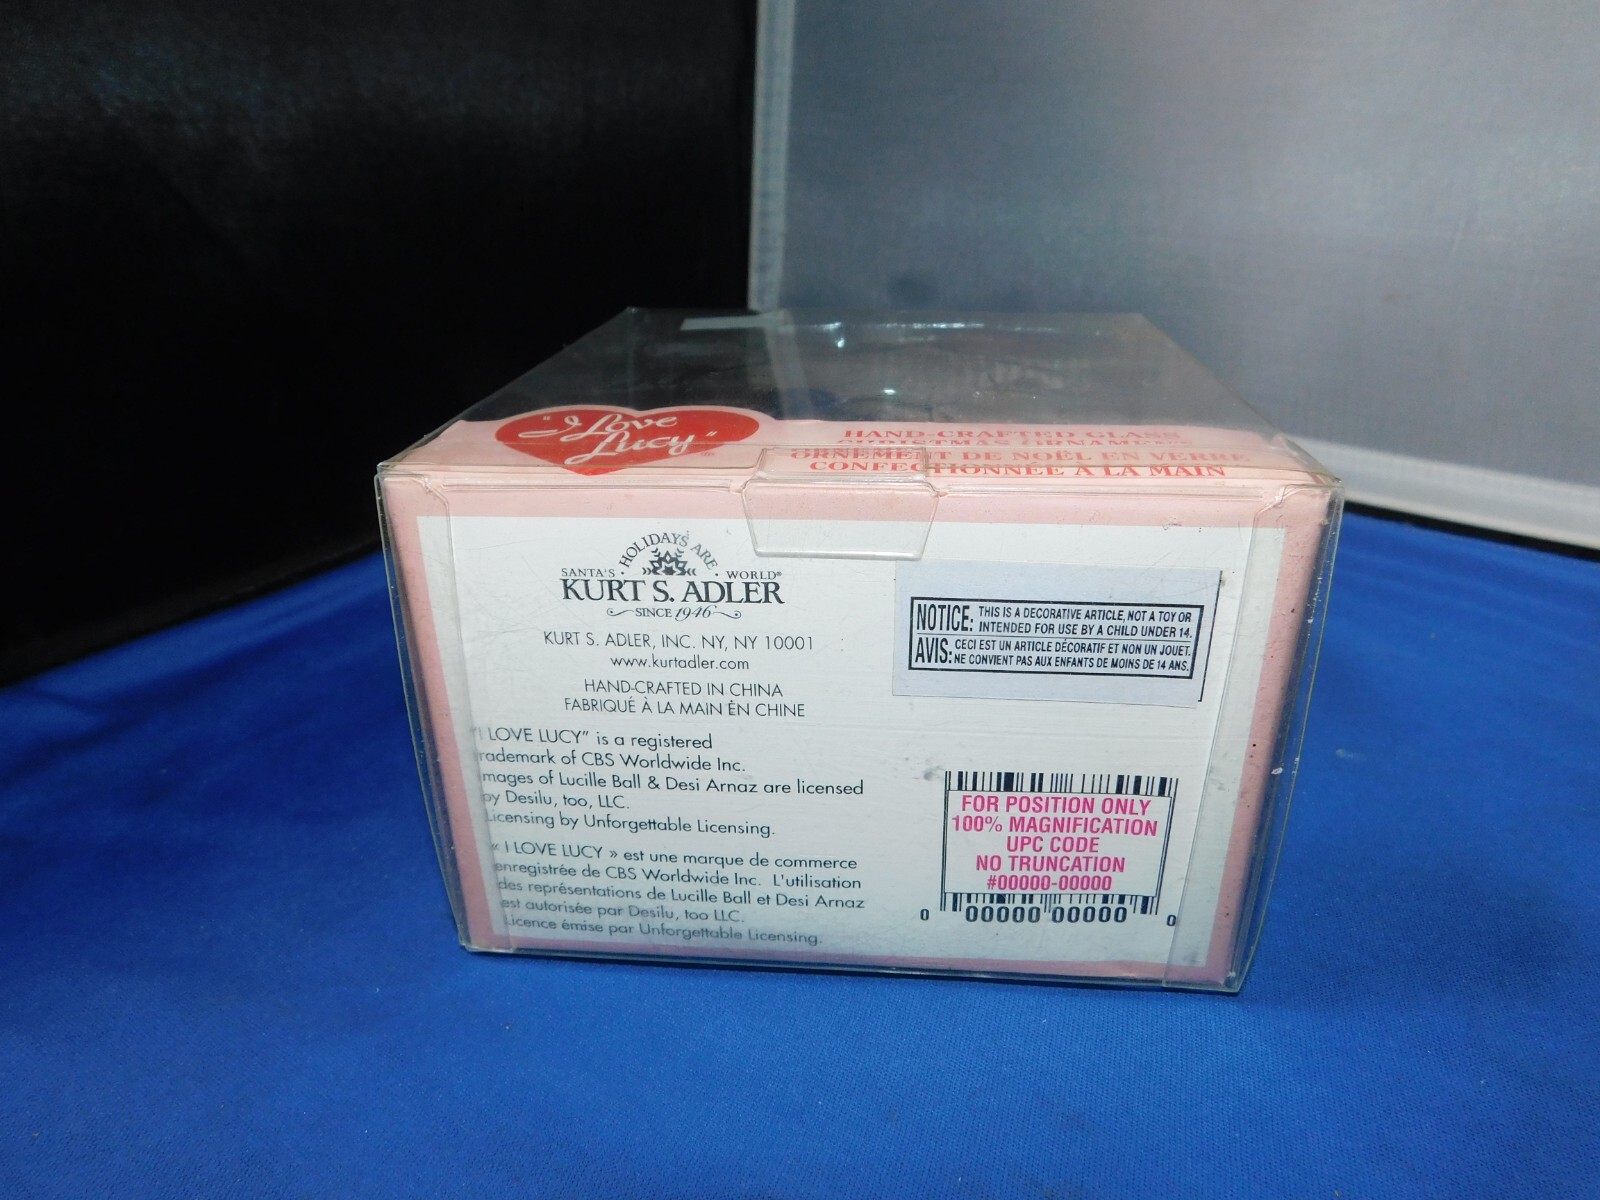 "I Love
Lucy"®
HAND-CRAFTED GLASS
CHRISTMAS ORNAMENT
ORNEMENT DE NOËL EN VERRE
CONFECTIONNÉE À LA MAIN
HOLIDAYS ARE
SANTA'S · WORLD®
KURT S. ADLER
SINCE 1946
KURT S. ADLER, INC. NY, NY 10001
www.kurtadler.com
HAND-CRAFTED IN CHINA
FABRIQUÉ À LA MAIN EN CHINE
"I LOVE LUCY" is a registered
trademark of CBS Worldwide Inc.
Images of Lucille Ball & Desi Arnaz are licensed
by Desilu, too, LLC.
Licensing by Unforgettable Licensing.
« I LOVE LUCY » est une marque de commerce
enregistrée de CBS Worldwide Inc. L'utilisation
des représentations de Lucille Ball et Desi Arnaz
est autorisée par Desilu, too LLC.
Licence émise par Unforgettable Licensing.
NOTICE: THIS IS A DECORATIVE ARTICLE, NOT A TOY OR
INTENDED FOR USE BY A CHILD UNDER 14.
AVIS: CECI EST UN ARTICLE DÉCORATIF ET NON UN JOUET.
NE CONVIENT PAS AUX ENFANTS DE MOINS DE 14 ANS.
FOR POSITION ONLY
100% MAGNIFICATION
UPC CODE
NO TRUNCATION
#00000-00000
0 00000 00000 0